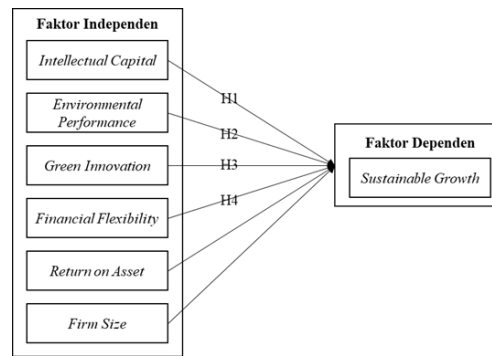 Faktor Independen
Intellectual Capital
Environmental
Performance
Green Innovation
Financial Flexibility
Return on Asset
Firm Size
H1
H2
H3
H4
Faktor Dependen
Sustainable Growth